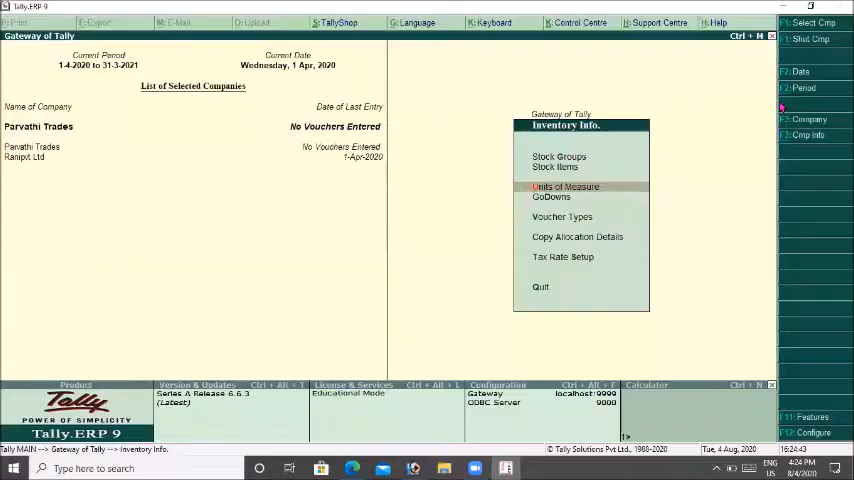 Tally.ERP 9
P: Print E: Export M: E-Mail O: Upload S: TallyShop G: Language K: Keyboard K: Control Centre H: Support Centre H: Help
F1: Select Cmp
F1: Shut Cmp
F2: Date
F2: Period
F3: Company
F3: Cmp Info
Gateway of Tally Ctrl + M
Current Period Current Date
1-4-2020 to 31-3-2021 Wednesday, 1 Apr, 2020
List of Selected Companies
Name of Company Date of Last Entry
Parvathi Trades No Vouchers Entered
Parvathi Trades No Vouchers Entered
Ranipvt Ltd 1-Apr-2020
Gateway of Tally
Inventory Info.
Stock Groups
Stock Items
Units of Measure
GoDowns
Voucher Types
Copy Allocation Details
Tax Rate Setup
Quit
Product
Tally
POWER OF SIMPLICITY
Tally.ERP 9
Version & Updates Ctrl + Alt + T
Series A Release 6.6.3
(Latest)
License & Services Ctrl + Alt + L
Educational Mode
Configuration Ctrl + Alt + F
Gateway localhost:9999
ODBC Server 9000
Calculator Ctrl + N
1>
F11: Features
F12: Configure
Tally MAIN --> Gateway of Tally --> Inventory Info. © Tally Solutions Pvt Ltd., 1988-2020 Tue, 4 Aug, 2020 16:24:43
Type here to search
ENG
US
4:24 PM
8/4/2020